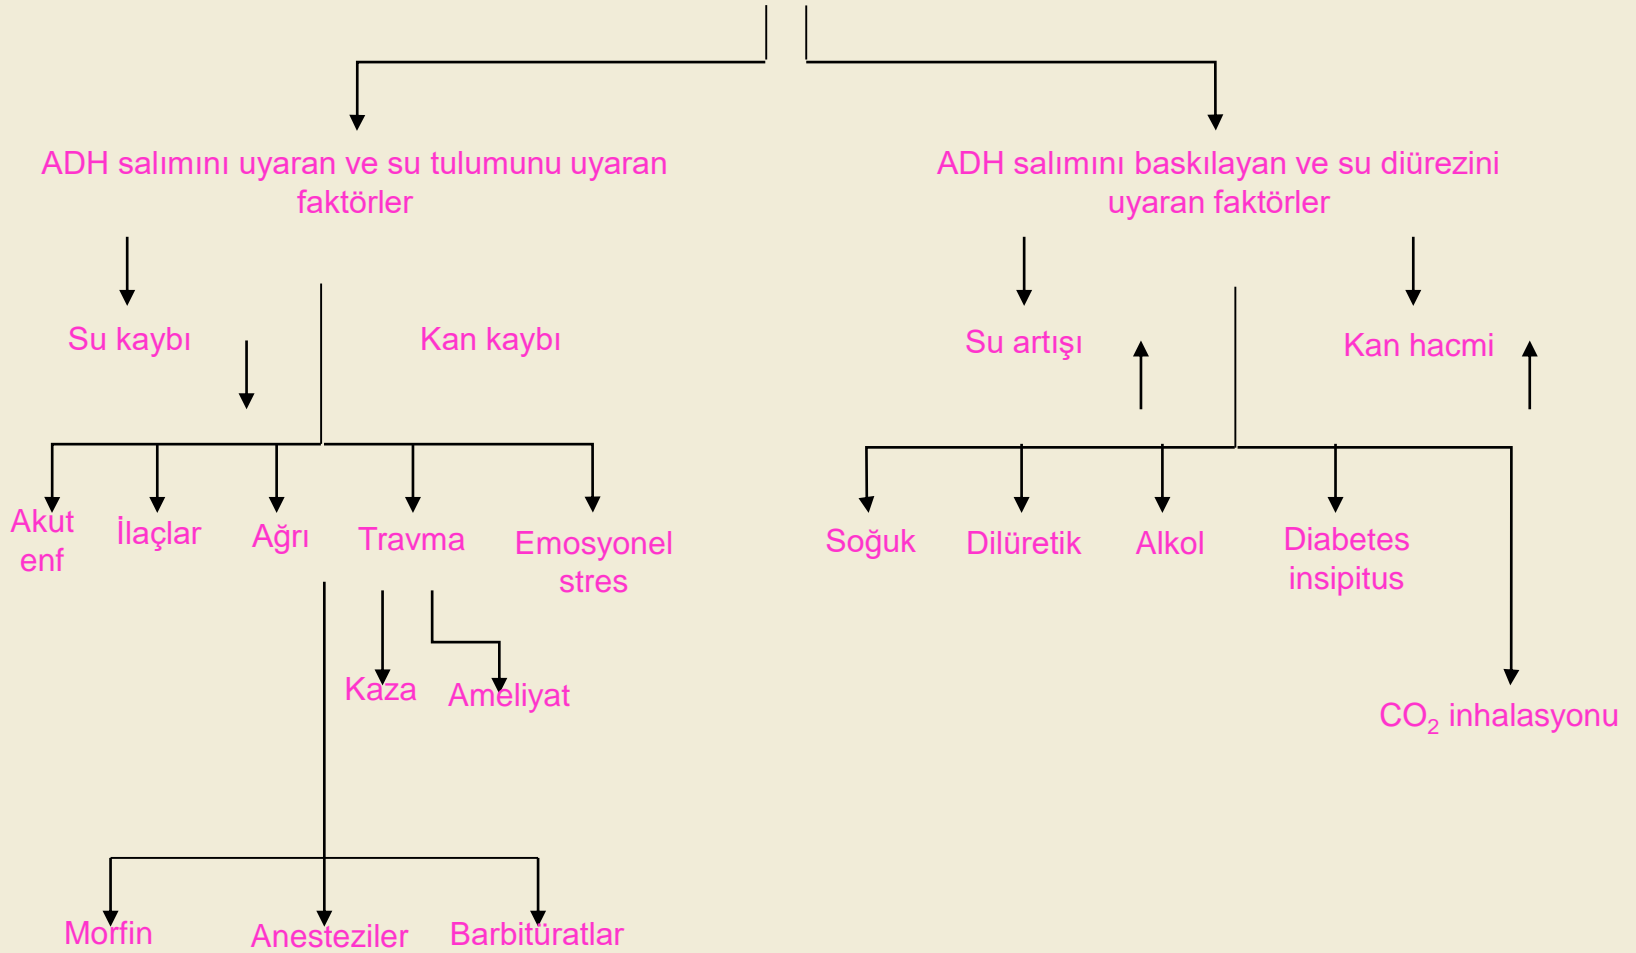 ADH salımını uyaran ve su tulumunu uyaran
faktörler
ADH salımını baskılayan ve su diürezini
uyaran faktörler
Su kaybı
Kan kaybı
Su artışı
Kan hacmi
Akut
enf
İlaçlar
Ağrı
Travma
Emosyonel
stres
Soğuk
Dilüretik
Alkol
Diabetes
insipitus
Kaza
Ameliyat
CO₂ inhalasyonu
Morfin
Anesteziler
Barbitüratlar